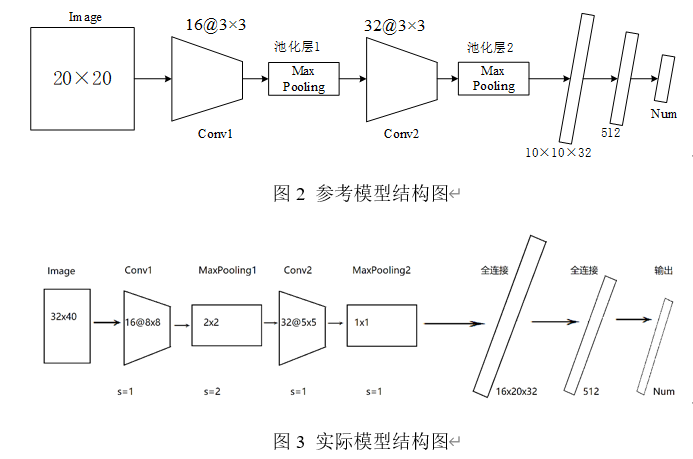 Image
16@3×3
32@3×3
池化层1
池化层2
20×20
Max
Pooling
Max
Pooling
Conv1
Conv2
10×10×32
512
Num
图 2 参考模型结构图↵
Image
Conv1
MaxPooling1
Conv2
MaxPooling2
全连接
全连接
输出
32x40
16@8x8
2x2
32@5x5
1x1
s=1
s=2
s=1
s=1
16x20x32
512
Num
图 3 实际模型结构图↵